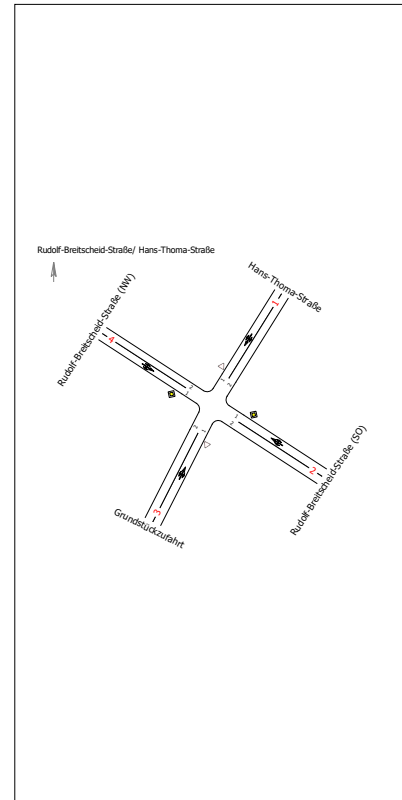 Rudolf-Breitscheid-Straße/ Hans-Thoma-Straße
Hans-Thoma-Straße
1
Rudolf-Breitscheid-Straße (NW)
4
2
Rudolf-Breitscheid-Straße (SO)
3
Grundstückzufahrt